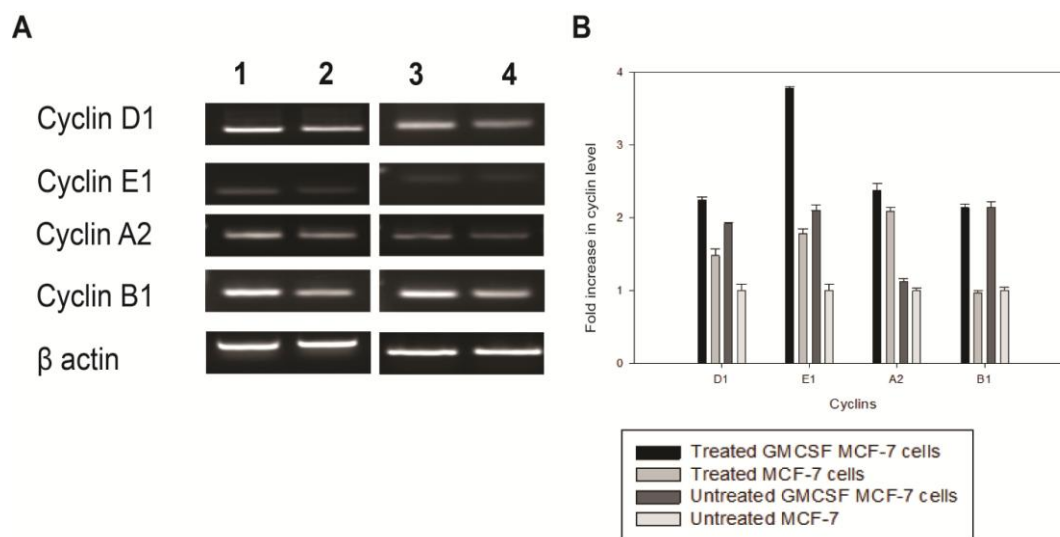 A
1 2 3 4
Cyclin D1
Cyclin E1
Cyclin A2
Cyclin B1
β actin
B
Fold increase in cyclin level
4
3
2
1
0
D1 E1 A2 B1
Cyclins
Treated GMCSF MCF-7 cells
Treated MCF-7 cells
Untreated GMCSF MCF-7 cells
Untreated MCF-7